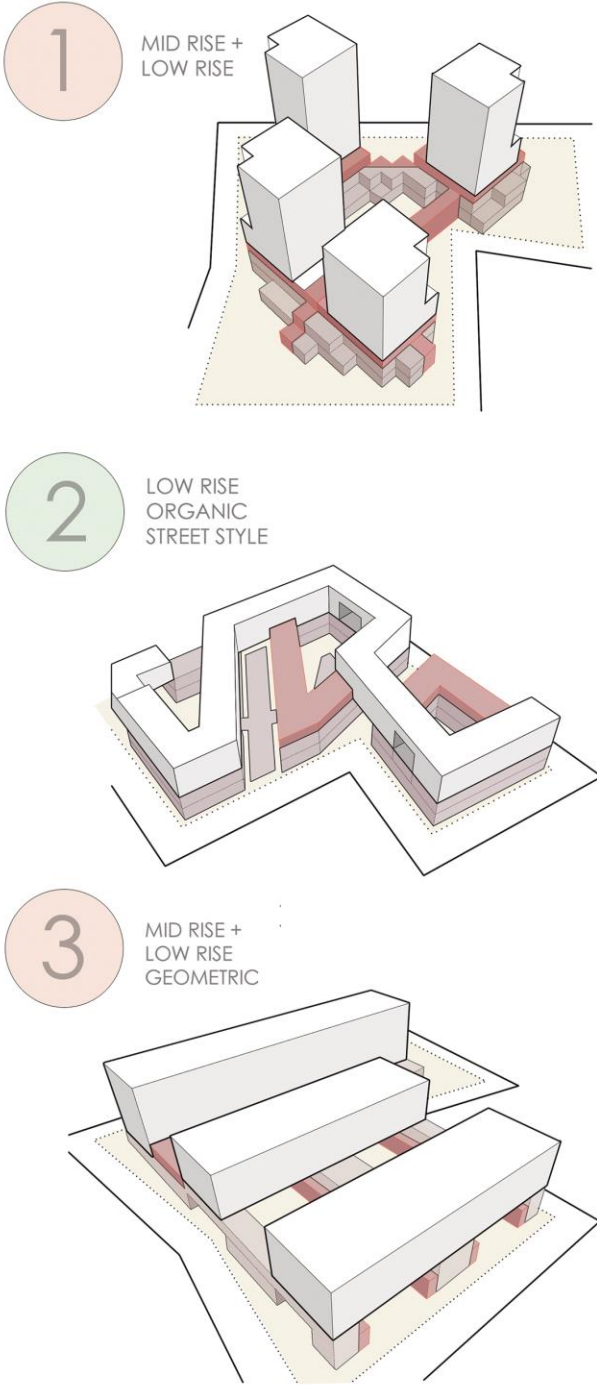 1
MID RISE +
LOW RISE
2
LOW RISE
ORGANIC
STREET STYLE
3
MID RISE +
LOW RISE
GEOMETRIC